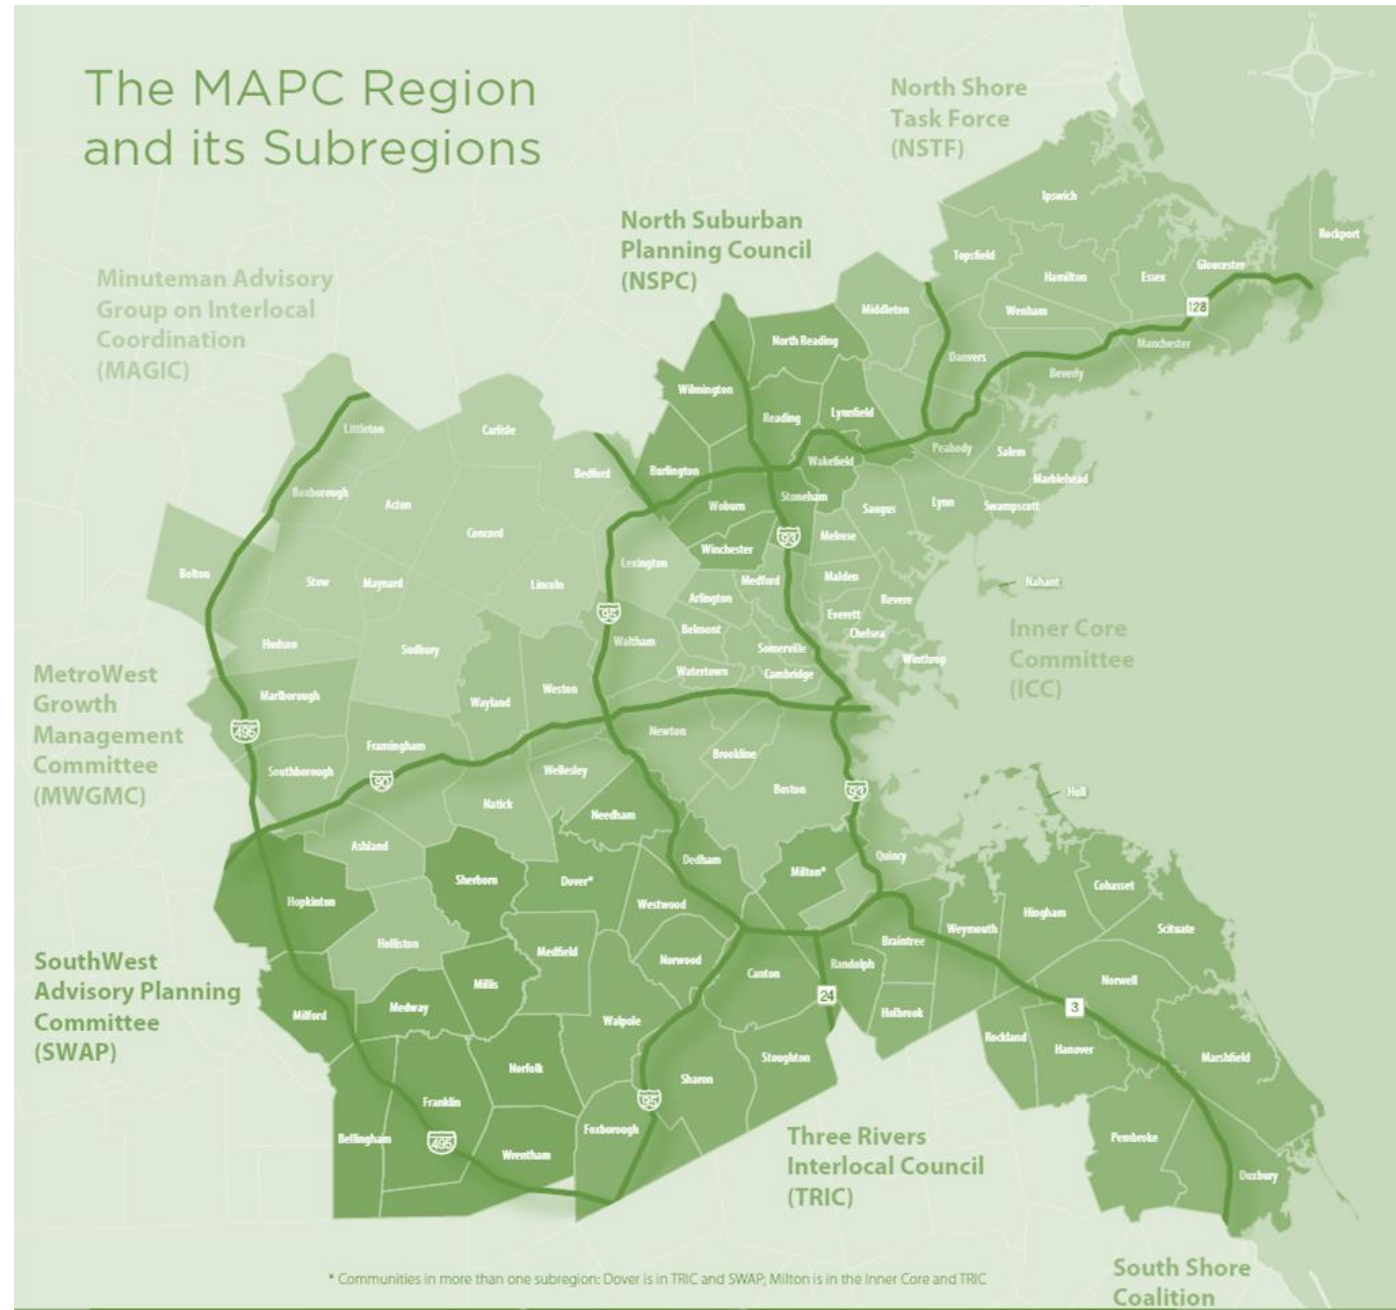 The MAPC Region
and its Subregions
North Shore
Task Force
(NSTF)
North Suburban
Planning Council
(NSPC)
Minuteman Advisory
Group on Interlocal
Coordination
(MAGIC)
Ipswich
Rockport
Topsfield
Hamilton
Essex
Gloucester
Middleton
Wenham
128
North Reading
Danvers
Manchester
Beverly
Wilmington
Reading
Lynnfield
Littleton
Carlisle
Bedford
Burlington
Wakefield
Peabody
Salem
Marblehead
Boxborough
Acton
Woburn
Stoneham
Saugus
Lynn
Swampscott
Concord
Winchester
93
Melrose
Lexington
Bolton
Stow
Maynard
Lincoln
Medford
Malden
Nahant
Arlington
Revere
95
Everett
Chelsea
Belmont
Inner Core
Committee
(ICC)
Hudson
Sudbury
Waltham
Somerville
Winthrop
Watertown
Cambridge
MetroWest
Growth
Management
Committee
(MWGMC)
Marlborough
Wayland
Weston
495
Framingham
Newton
Brookline
Southborough
90
Wellesley
Boston
93
Hull
Natick
Needham
Ashland
Dedham
Quincy
Milton*
Sherborn
Dover*
Cohasset
Hopkinton
Westwood
Hingham
Weymouth
Scituate
Holliston
Medfield
Norwood
Braintree
SouthWest
Advisory Planning
Committee
(SWAP)
Canton
Randolph
Norwell
Millis
24
3
Medway
Milford
Walpole
Holbrook
Rockland
Hanover
Marshfield
Norfolk
Stoughton
Sharon
Franklin
95
Bellingham
495
Foxborough
Wrentham
Three Rivers
Interlocal Council
(TRIC)
Pembroke
Duxbury
* Communities in more than one subregion: Dover is in TRIC and SWAP; Milton is in the Inner Core and TRIC
South Shore
Coalition